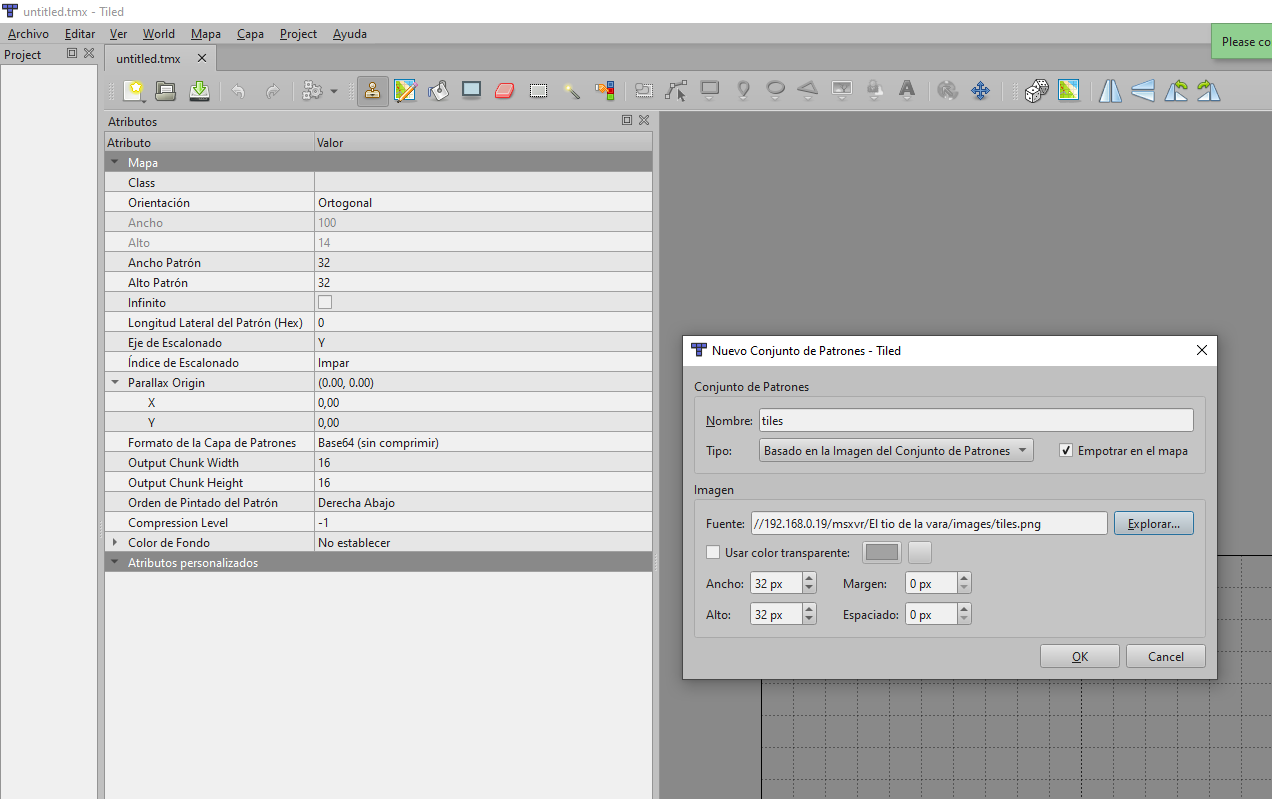 untitled.tmx - Tiled
Archivo Editar Ver World Mapa Capa Project Ayuda
Please co
Project
untitled.tmx
Atributos
Atributo Valor
Mapa
Class
Orientación Ortogonal
Ancho 100
Alto 14
Ancho Patrón 32
Alto Patrón 32
Infinito
Longitud Lateral del Patrón (Hex) 0
Eje de Escalonado Y
Índice de Escalonado Impar
Parallax Origin (0.00, 0.00)
X 0,00
Y 0,00
Formato de la Capa de Patrones Base64 (sin comprimir)
Output Chunk Width 16
Output Chunk Height 16
Orden de Pintado del Patrón Derecha Abajo
Compression Level -1
Color de Fondo No establecer
Atributos personalizados
Nuevo Conjunto de Patrones - Tiled
Conjunto de Patrones
Nombre: tiles
Tipo: Basado en la Imagen del Conjunto de Patrones Empotrar en el mapa
Imagen
Fuente: //192.168.0.19/msxvr/El tio de la vara/images/tiles.png Explorar...
Usar color transparente:
Ancho: 32 px Margen: 0 px
Alto: 32 px Espaciado: 0 px
OK Cancel